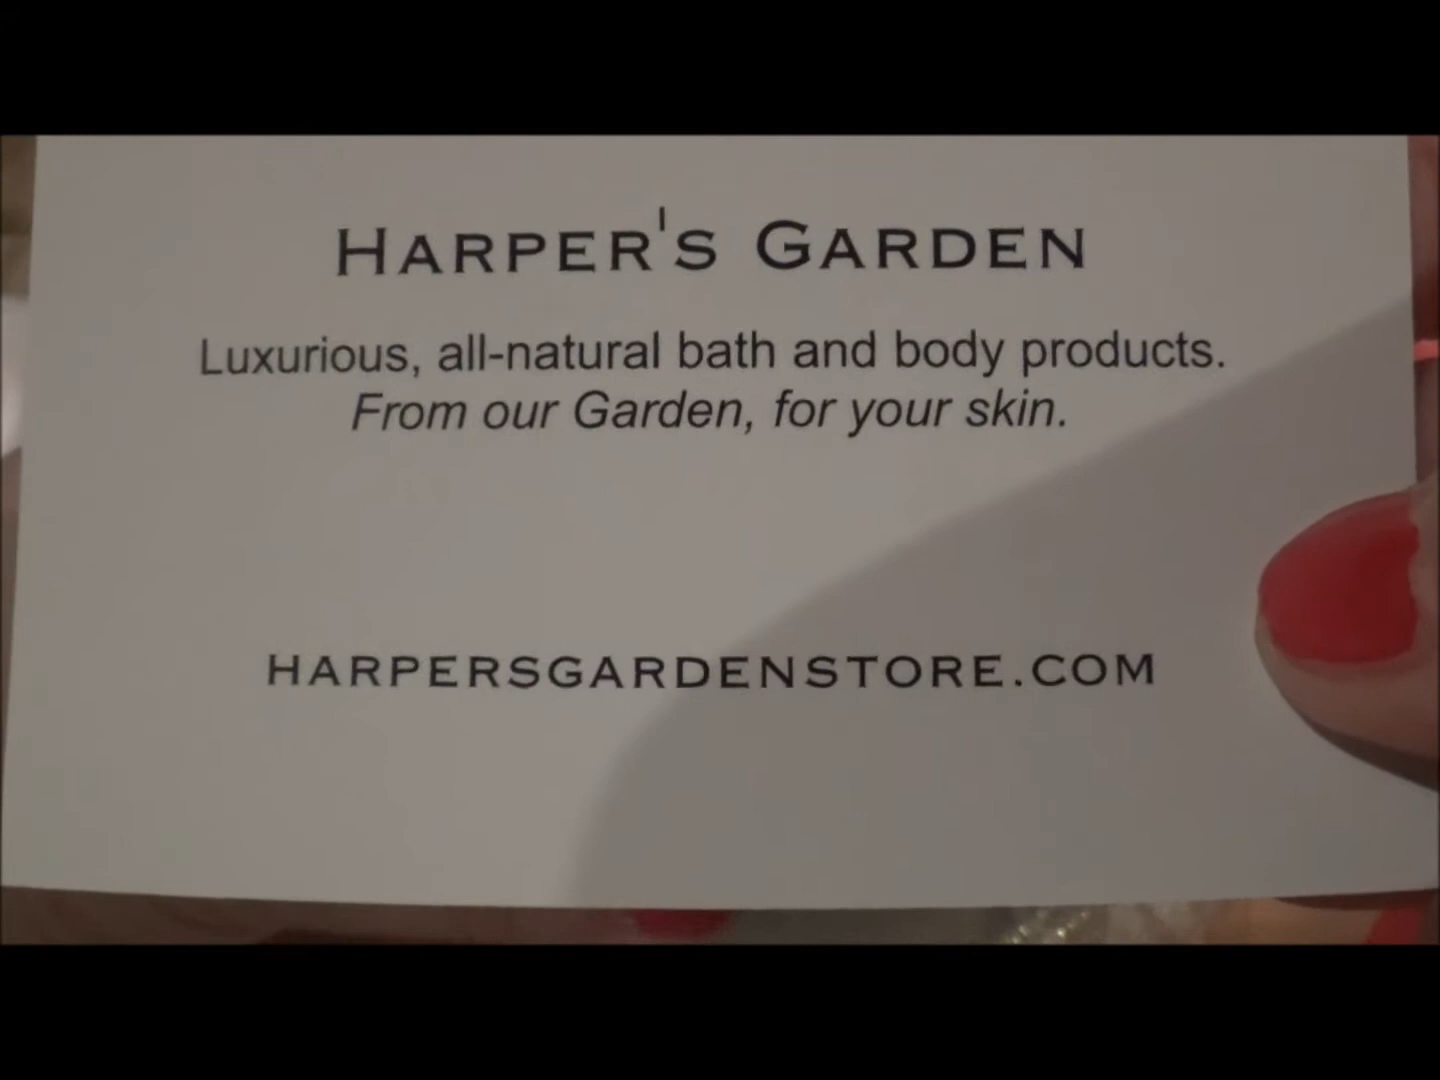 HARPER'S GARDEN
Luxurious, all-natural bath and body products.
From our Garden, for your skin.
HARPERSGARDENSTORE.COM